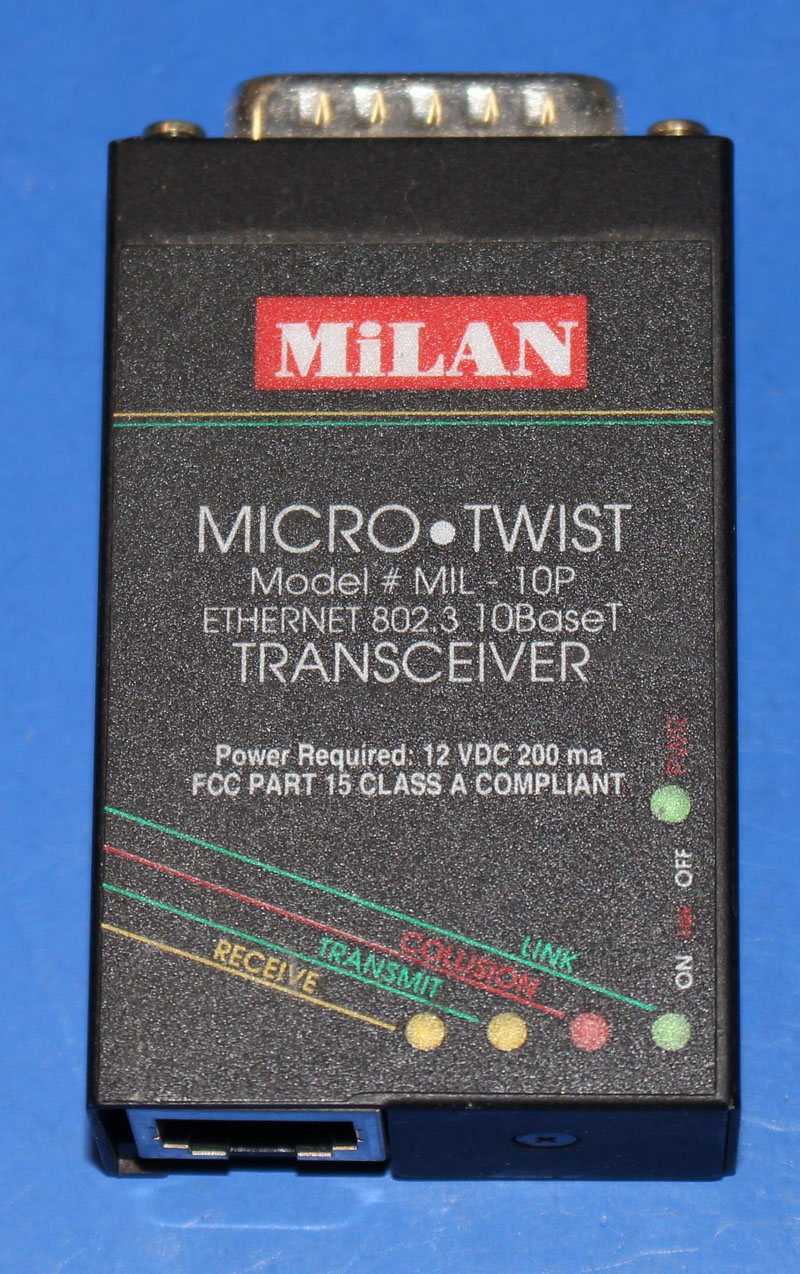 MiLAN
MICRO•TWIST
Model # MIL - 10P
ETHERNET 802.3 10BaseT
TRANSCEIVER
Power Required: 12 VDC 200 ma
FCC PART 15 CLASS A COMPLIANT
PWR
ON OFF
LINK
COLLISION
TRANSMIT
RECEIVE